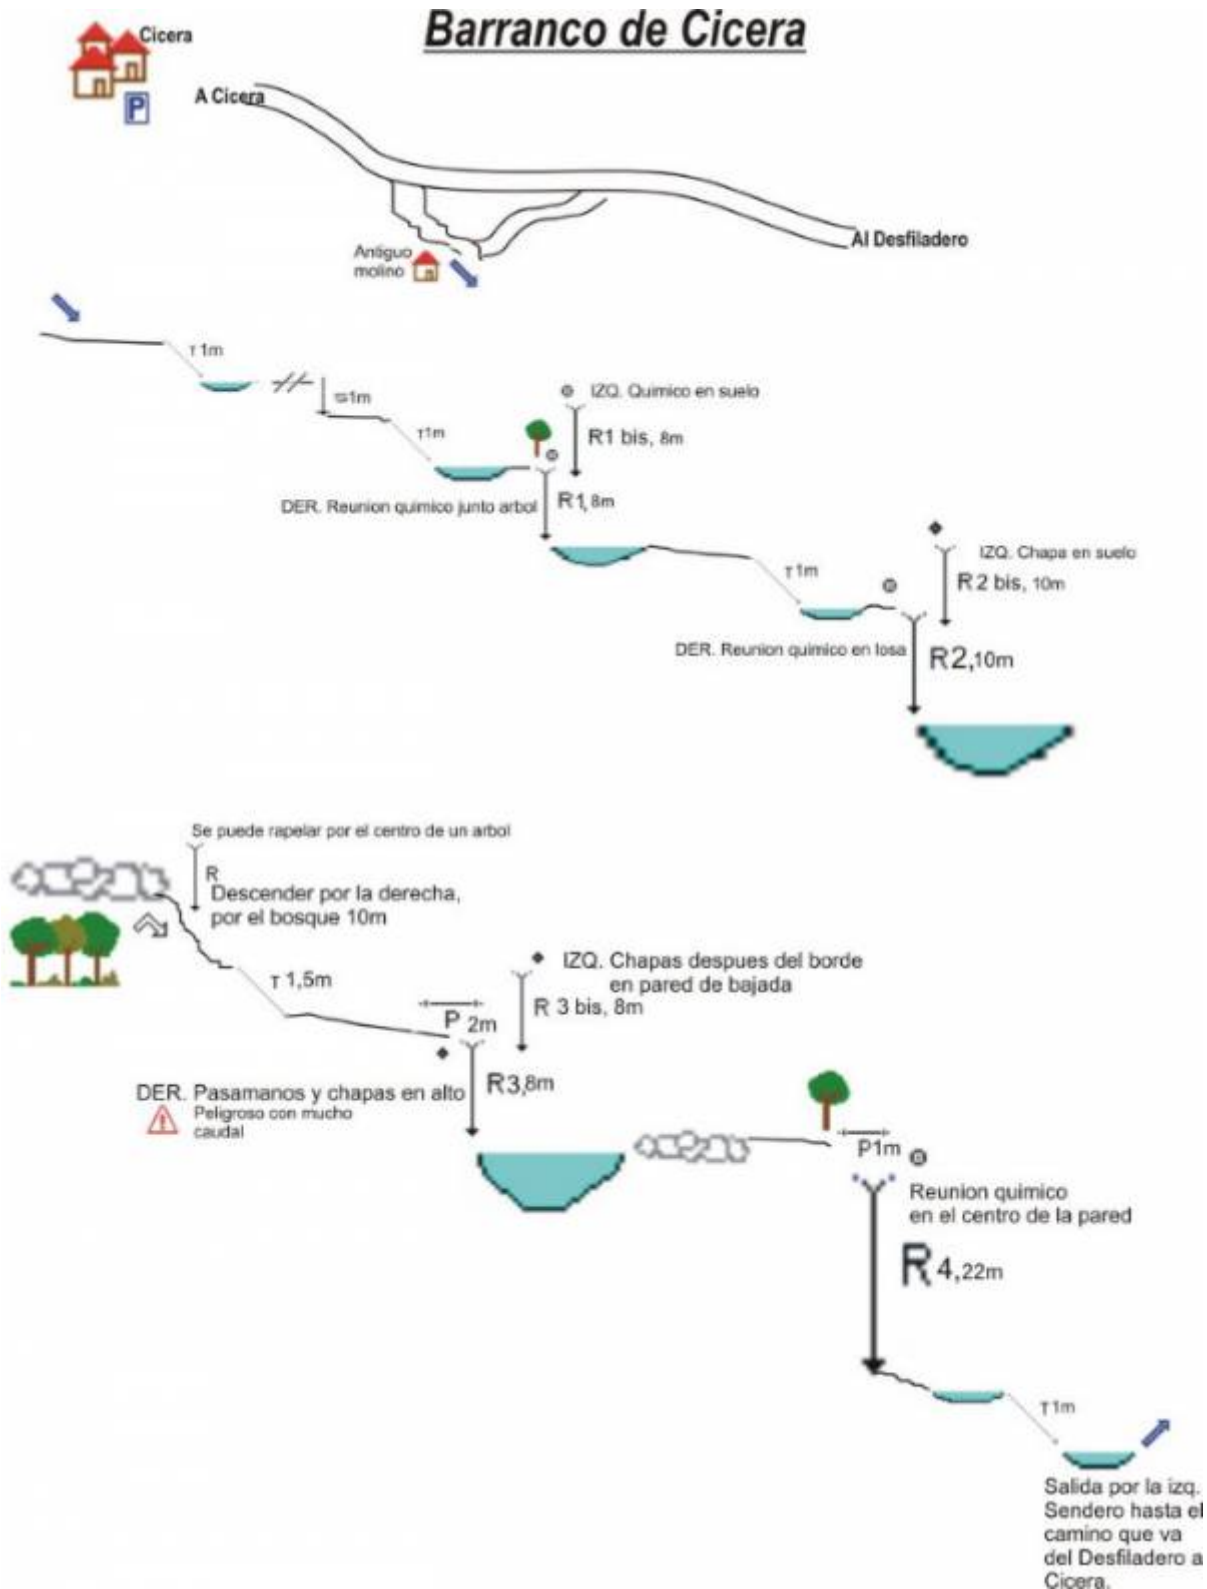 Barranco de Cicera
Cicera
P
A Cicera
Al Desfiladero
Antiguo
molino
T 1m
1m
T1m
IZQ. Quimico en suelo
R1 bis, 8m
DER. Reunion quimico junto arbol
R1,8m
T1m
IZQ. Chapa en suelo
R 2 bis, 10m
DER. Reunion quimico en losa
R2,10m
Se puede rapelar por el centro de un arbol
R
Descender por la derecha,
por el bosque 10m
T 1,5m
IZQ. Chapas despues del borde
en pared de bajada
R 3 bis, 8m
P 2m
DER. Pasamanos y chapas en alto
Peligroso con mucho
caudal
R3,8m
P1m
Reunion quimico
en el centro de la pared
R4,22m
T1m
Salida por la izq.
Sendero hasta el
camino que va
del Desfiladero a
Cicera.